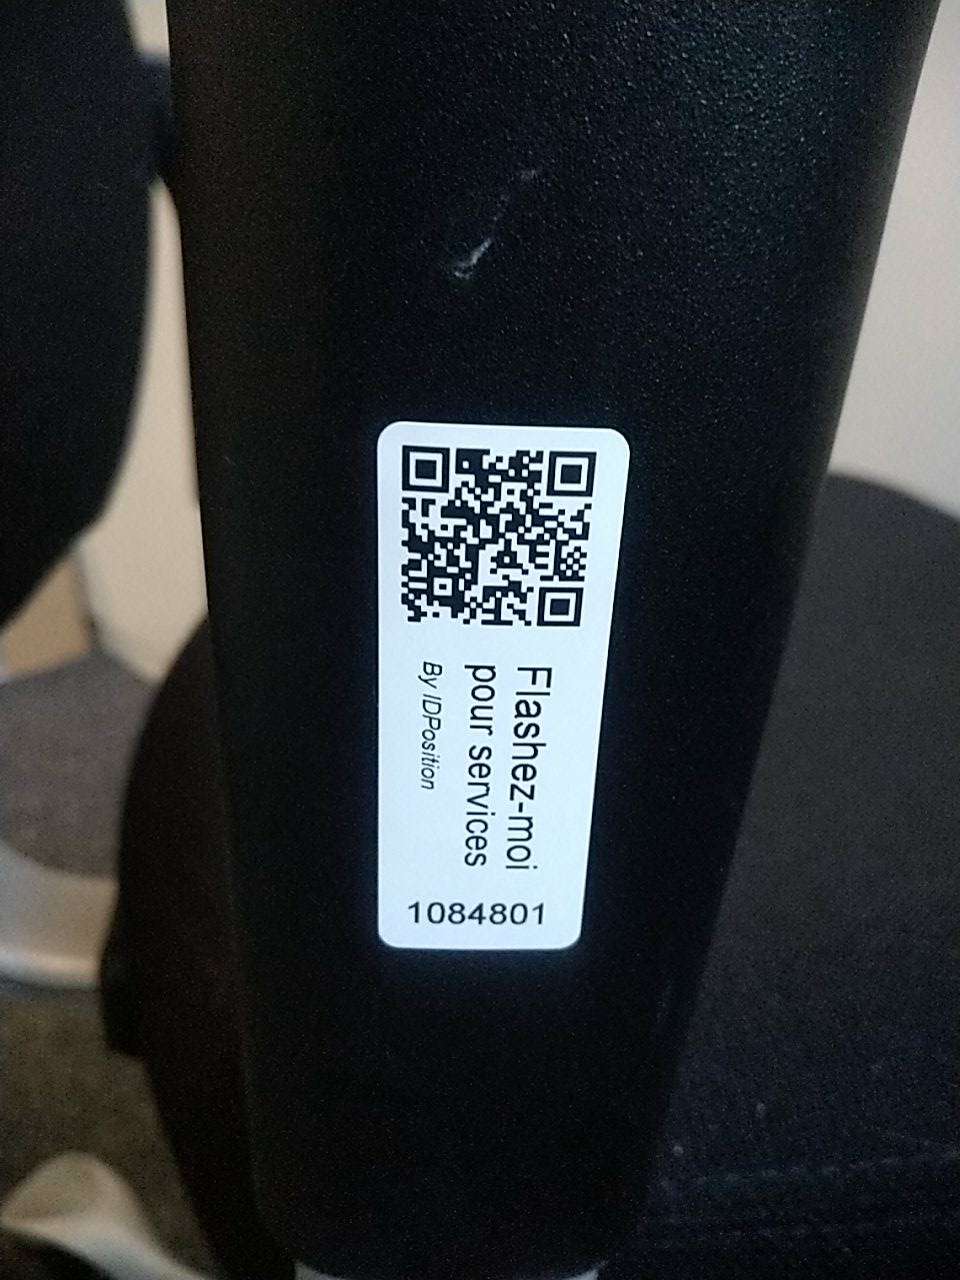 Flashez-moi
pour services
By IDPosition
1084801